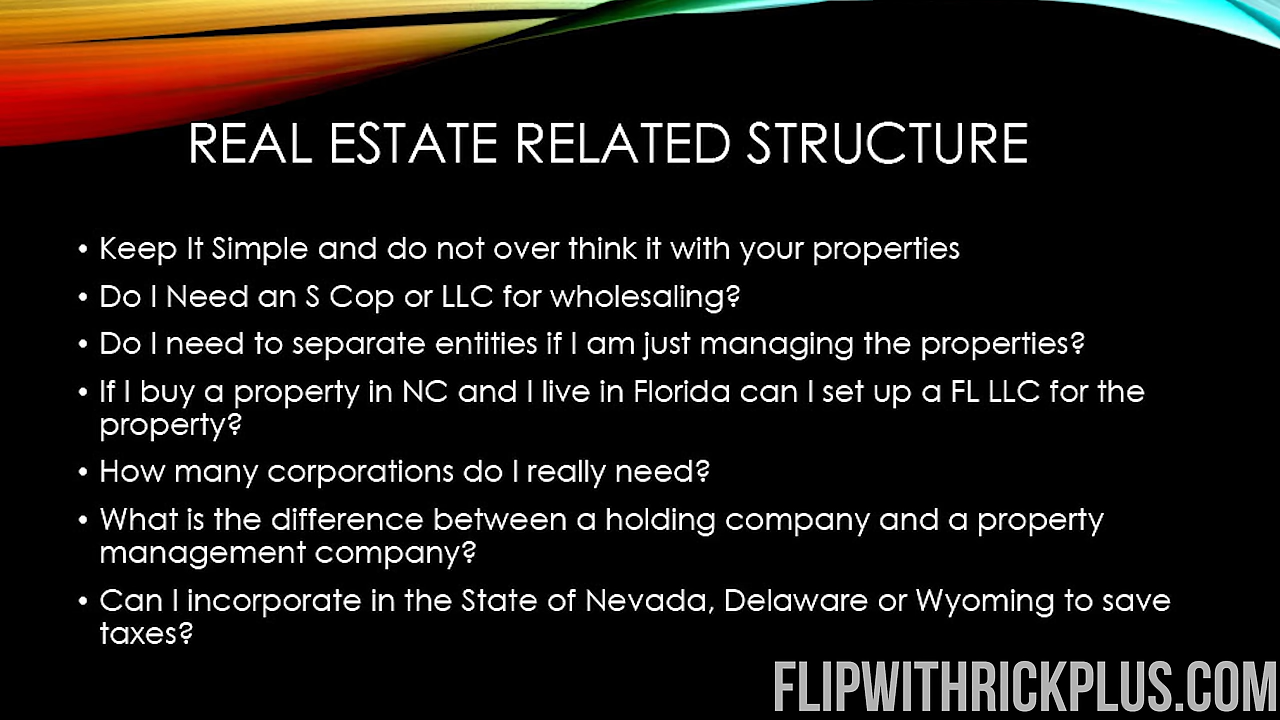 REAL ESTATE RELATED STRUCTURE
• Keep It Simple and do not over think it with your properties
• Do I Need an S Cop or LLC for wholesaling?
• Do I need to separate entities if I am just managing the properties?
• If I buy a property in NC and I live in Florida can I set up a FL LLC for the
property?
• How many corporations do I really need?
• What is the difference between a holding company and a property
management company?
• Can I incorporate in the State of Nevada, Delaware or Wyoming to save
taxes?
FLIPWITHRICKPLUS.COM